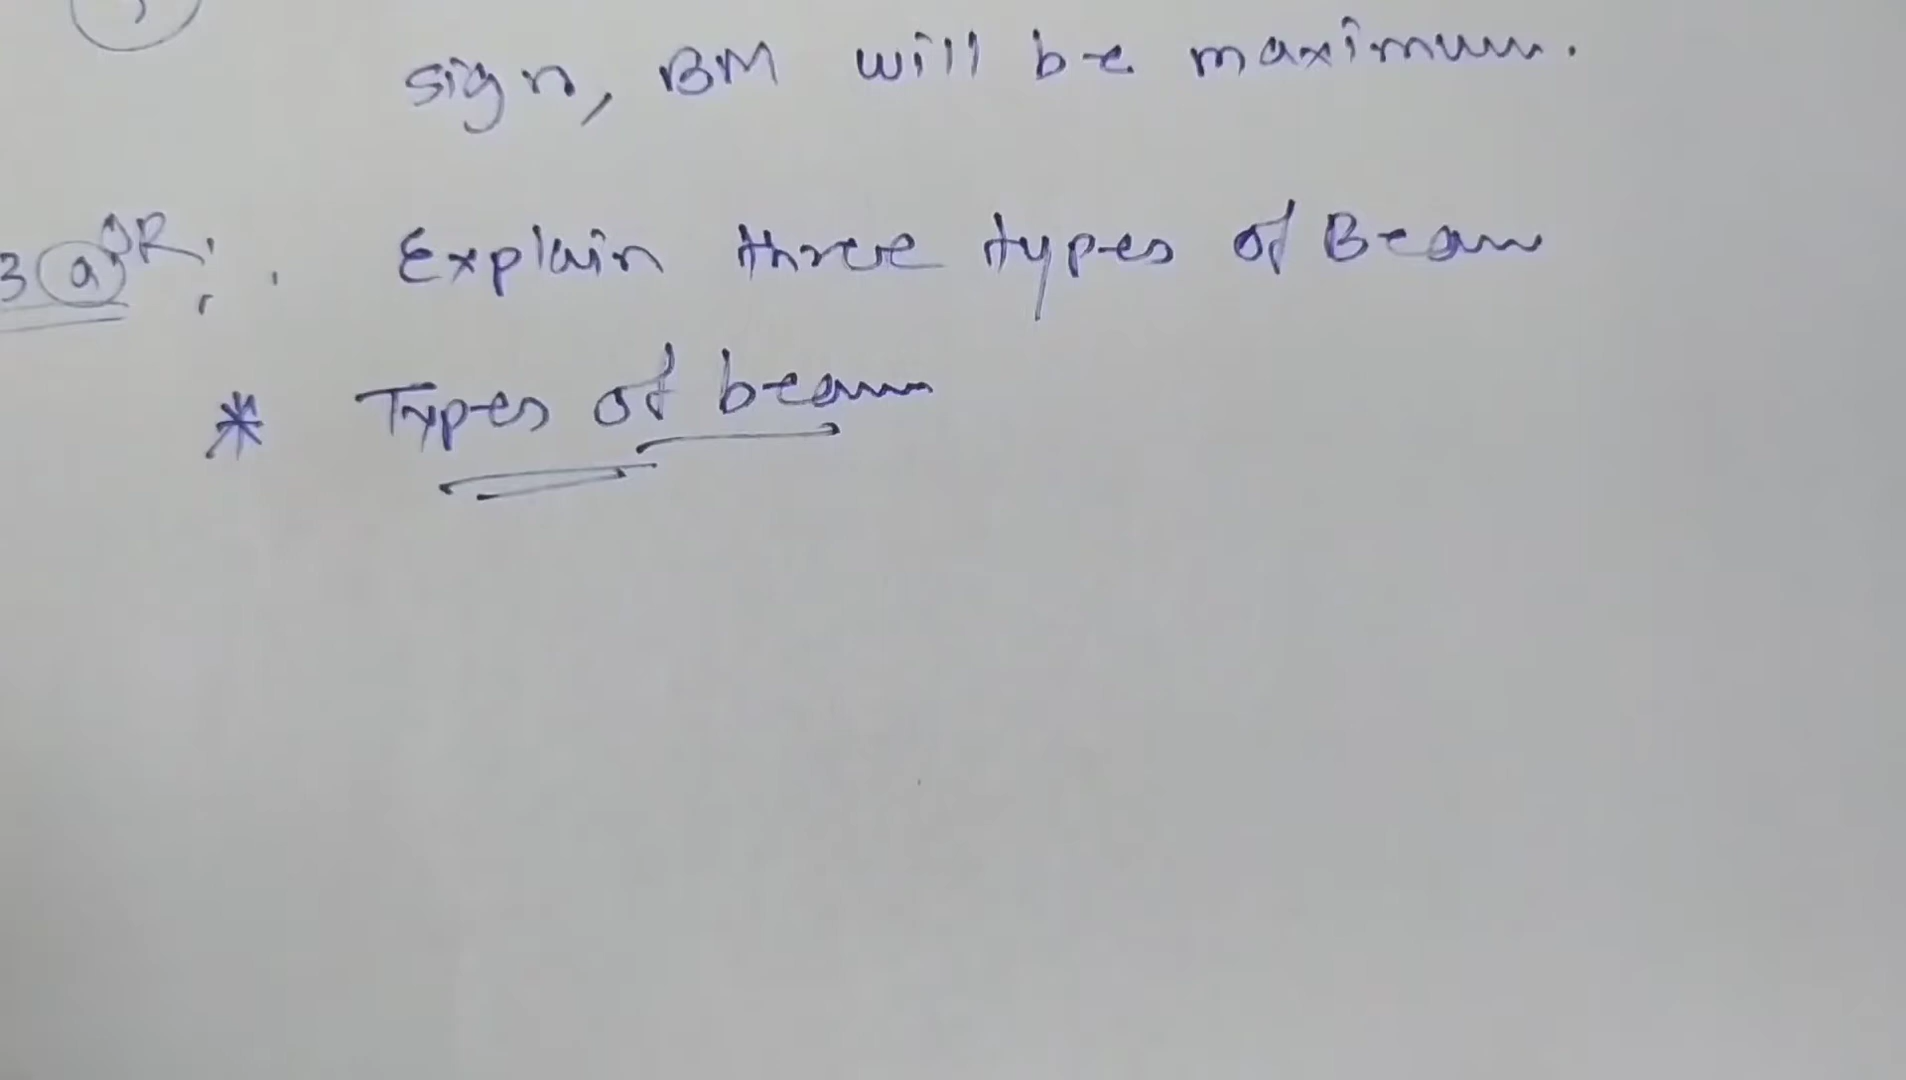 sign, BM will be maximum.
3 a OR: Explain three types of Beam
* Types of beam